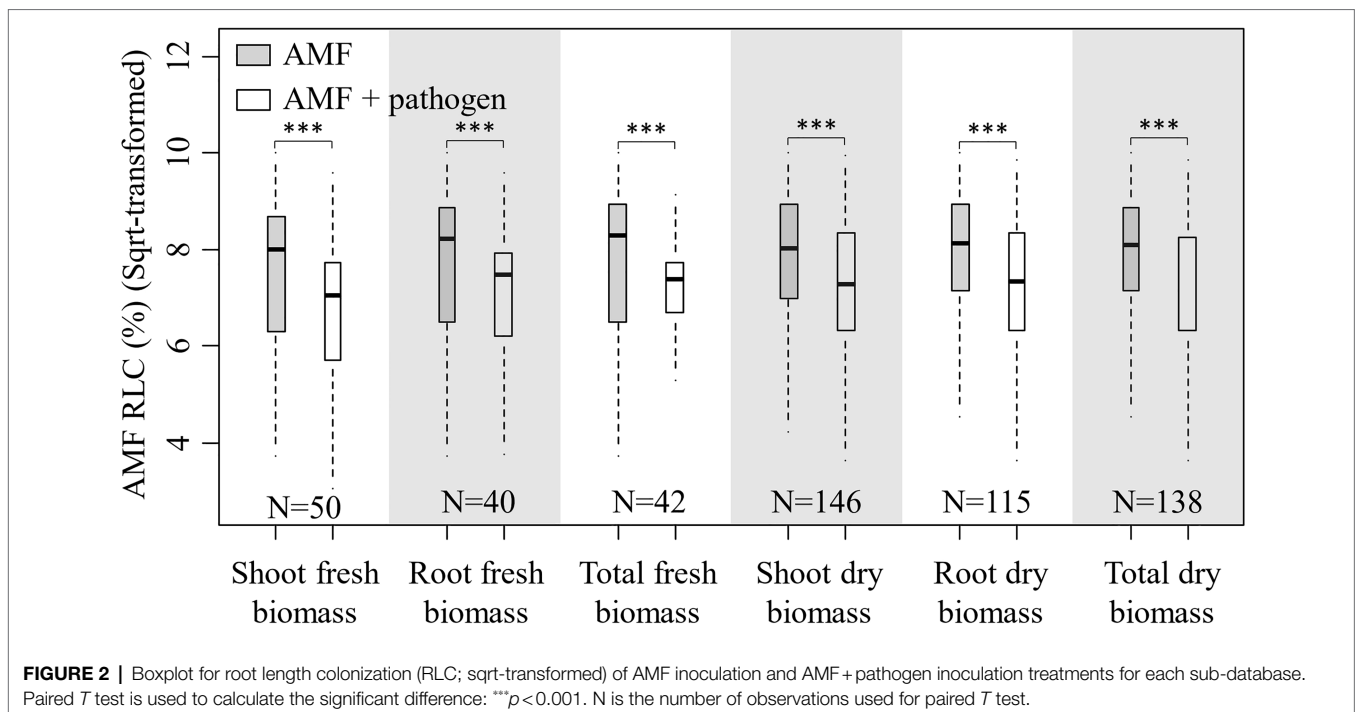 AMF RLC (%) (Sqrt-transformed)
12
10
8
6
4
AMF
AMF + pathogen
*** *** *** *** *** ***
N=50 N=40 N=42 N=146 N=115 N=138
Shoot fresh Root fresh Total fresh Shoot dry Root dry Total dry
biomass biomass biomass biomass biomass biomass
FIGURE 2 | Boxplot for root length colonization (RLC; sqrt-transformed) of AMF inoculation and AMF+pathogen inoculation treatments for each sub-database.
Paired T test is used to calculate the significant difference: ***p<0.001. N is the number of observations used for paired T test.